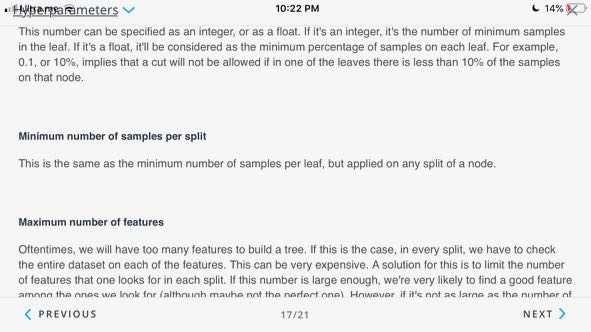 Hyperparameters
10:22 PM
14%
This number can be specified as an integer, or as a float. If it's an integer, it's the number of minimum samples
in the leaf. If it's a float, it'll be considered as the minimum percentage of samples on each leaf. For example,
0.1, or 10%, implies that a cut will not be allowed if in one of the leaves there is less than 10% of the samples
on that node.
Minimum number of samples per split
This is the same as the minimum number of samples per leaf, but applied on any split of a node.
Maximum number of features
Oftentimes, we will have too many features to build a tree. If this is the case, in every split, we have to check
the entire dataset on each of the features. This can be very expensive. A solution for this is to limit the number
of features that one looks for in each split. If this number is large enough, we're very likely to find a good feature
among the ones we look for (although maybe not the perfect one). However, if it's not as large as the number of
PREVIOUS
17/21
NEXT